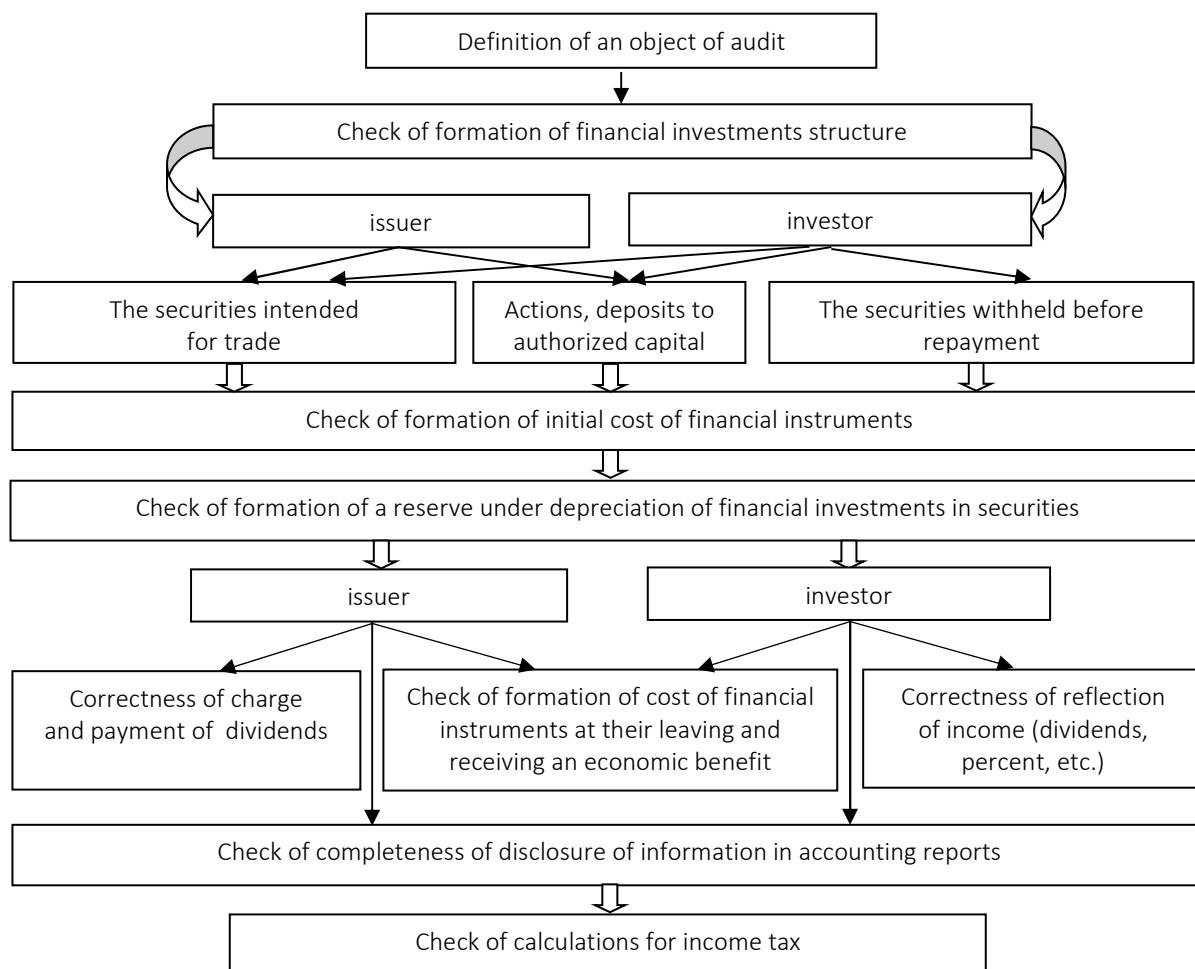 Definition of an object of audit
Check of formation of financial investments structure
issuer
investor
The securities intended
for trade
Actions, deposits to
authorized capital
The securities withheld before
repayment
Check of formation of initial cost of financial instruments
Check of formation of a reserve under depreciation of financial investments in securities
issuer
investor
Correctness of charge
and payment of  dividends
Check of formation of cost of financial
instruments at their leaving and
receiving an economic benefit
Correctness of reflection
of income (dividends,
percent, etc.)
Check of completeness of disclosure of information in accounting reports
Check of calculations for income tax